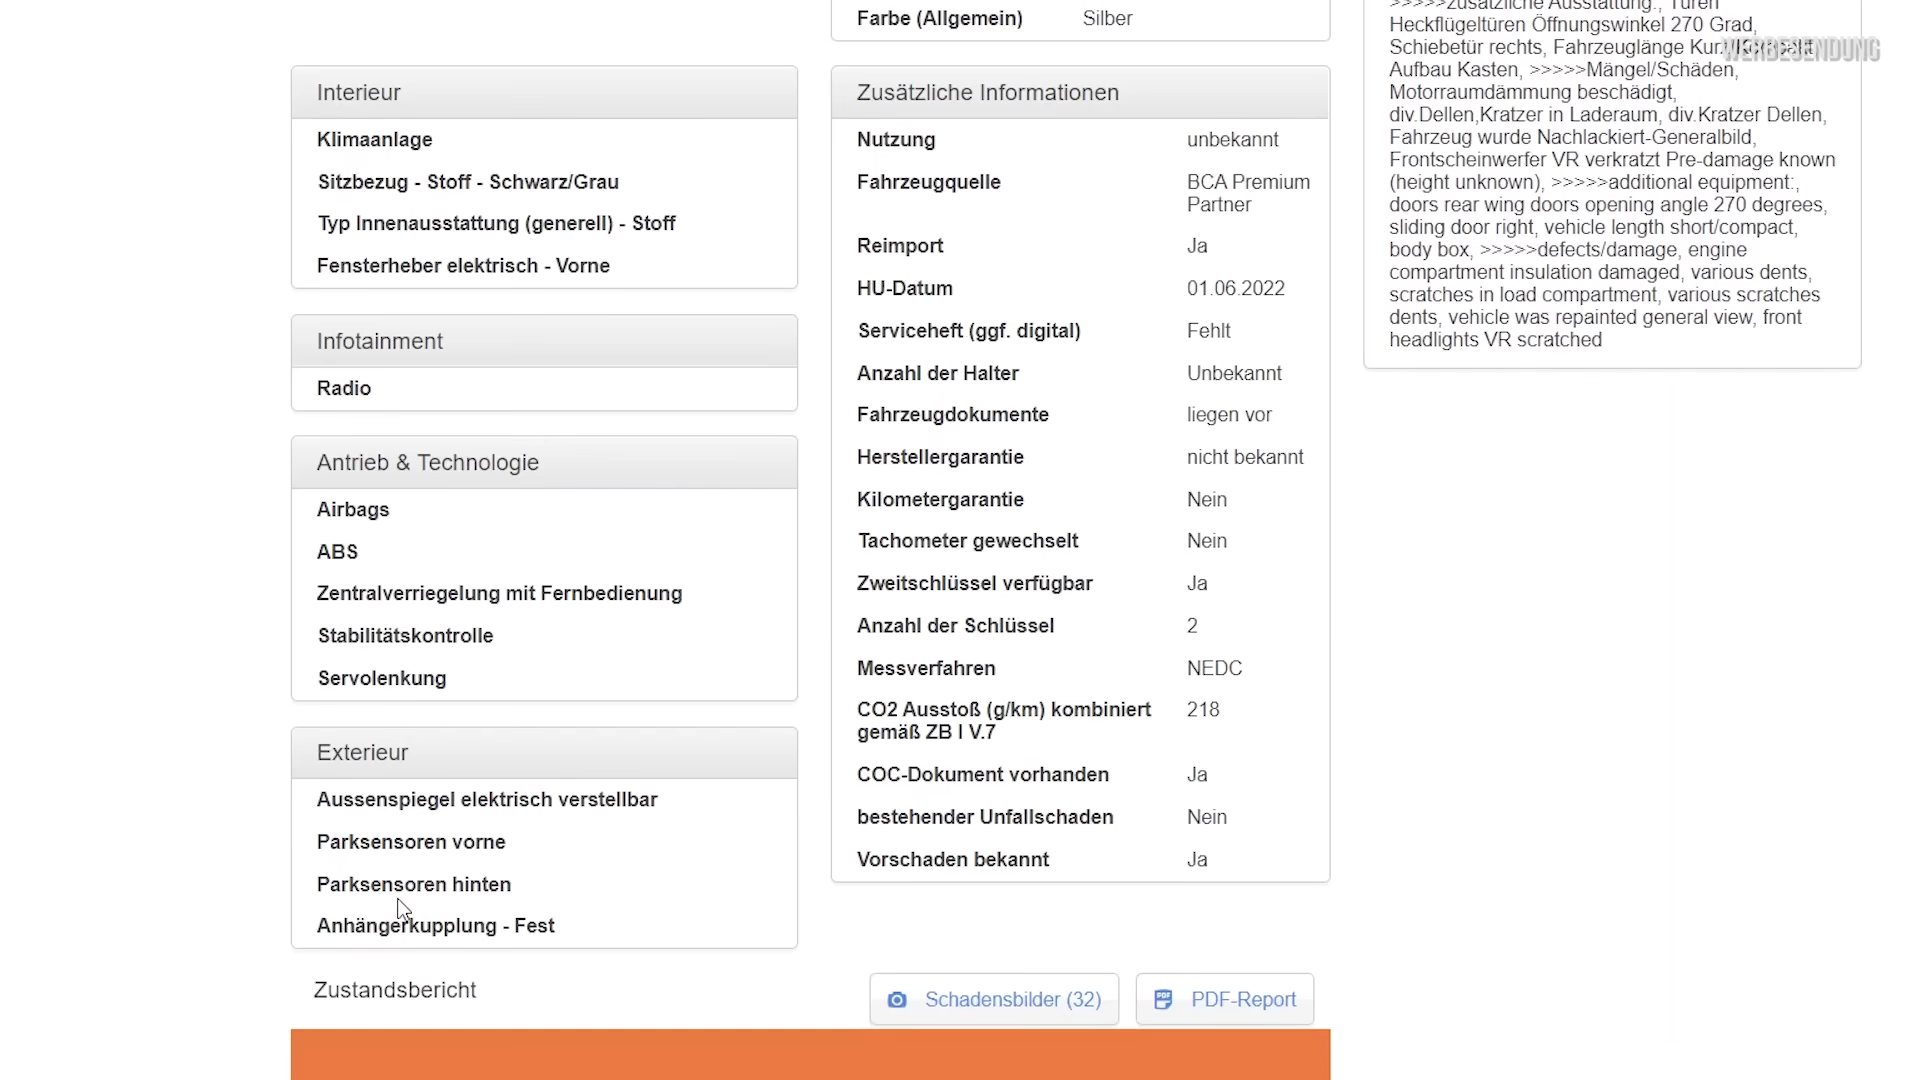 Farbe (Allgemein) Silber
Interieur
Klimaanlage
Sitzbezug - Stoff - Schwarz/Grau
Typ Innenausstattung (generell) - Stoff
Fensterheber elektrisch - Vorne
Infotainment
Radio
Antrieb & Technologie
Airbags
ABS
Zentralverriegelung mit Fernbedienung
Stabilitätskontrolle
Servolenkung
Exterieur
Aussenspiegel elektrisch verstellbar
Parksensoren vorne
Parksensoren hinten
Anhängerkupplung - Fest
Zusätzliche Informationen
Nutzung unbekannt
Fahrzeugquelle BCA Premium
Partner
Reimport Ja
HU-Datum 01.06.2022
Serviceheft (ggf. digital) Fehlt
Anzahl der Halter Unbekannt
Fahrzeugdokumente liegen vor
Herstellergarantie nicht bekannt
Kilometergarantie Nein
Tachometer gewechselt Nein
Zweitschlüssel verfügbar Ja
Anzahl der Schlüssel 2
Messverfahren NEDC
CO2 Ausstoß (g/km) kombiniert 218
gemäß ZB I V.7
COC-Dokument vorhanden Ja
bestehender Unfallschaden Nein
Vorschaden bekannt Ja
>>>>>zusätzliche Ausstattung:, Türen
Heckflügeltüren Öffnungswinkel 270 Grad,
Schiebetür rechts, Fahrzeuglänge
WERBESENDUNG
Aufbau Kasten, >>>>>Mängel/Schäden,
Motorraumdämmung beschädigt,
div.Dellen,Kratzer in Laderaum, div.Kratzer Dellen,
Fahrzeug wurde Nachlackiert-Generalbild,
Frontscheinwerfer VR verkratzt Pre-damage known
(height unknown), >>>>>additional equipment:,
doors rear wing doors opening angle 270 degrees,
sliding door right, vehicle length short/compact,
body box, >>>>>defects/damage, engine
compartment insulation damaged, various dents,
scratches in load compartment, various scratches
dents, vehicle was repainted general view, front
headlights VR scratched
Zustandsbericht
Schadensbilder (32)
PDF-Report